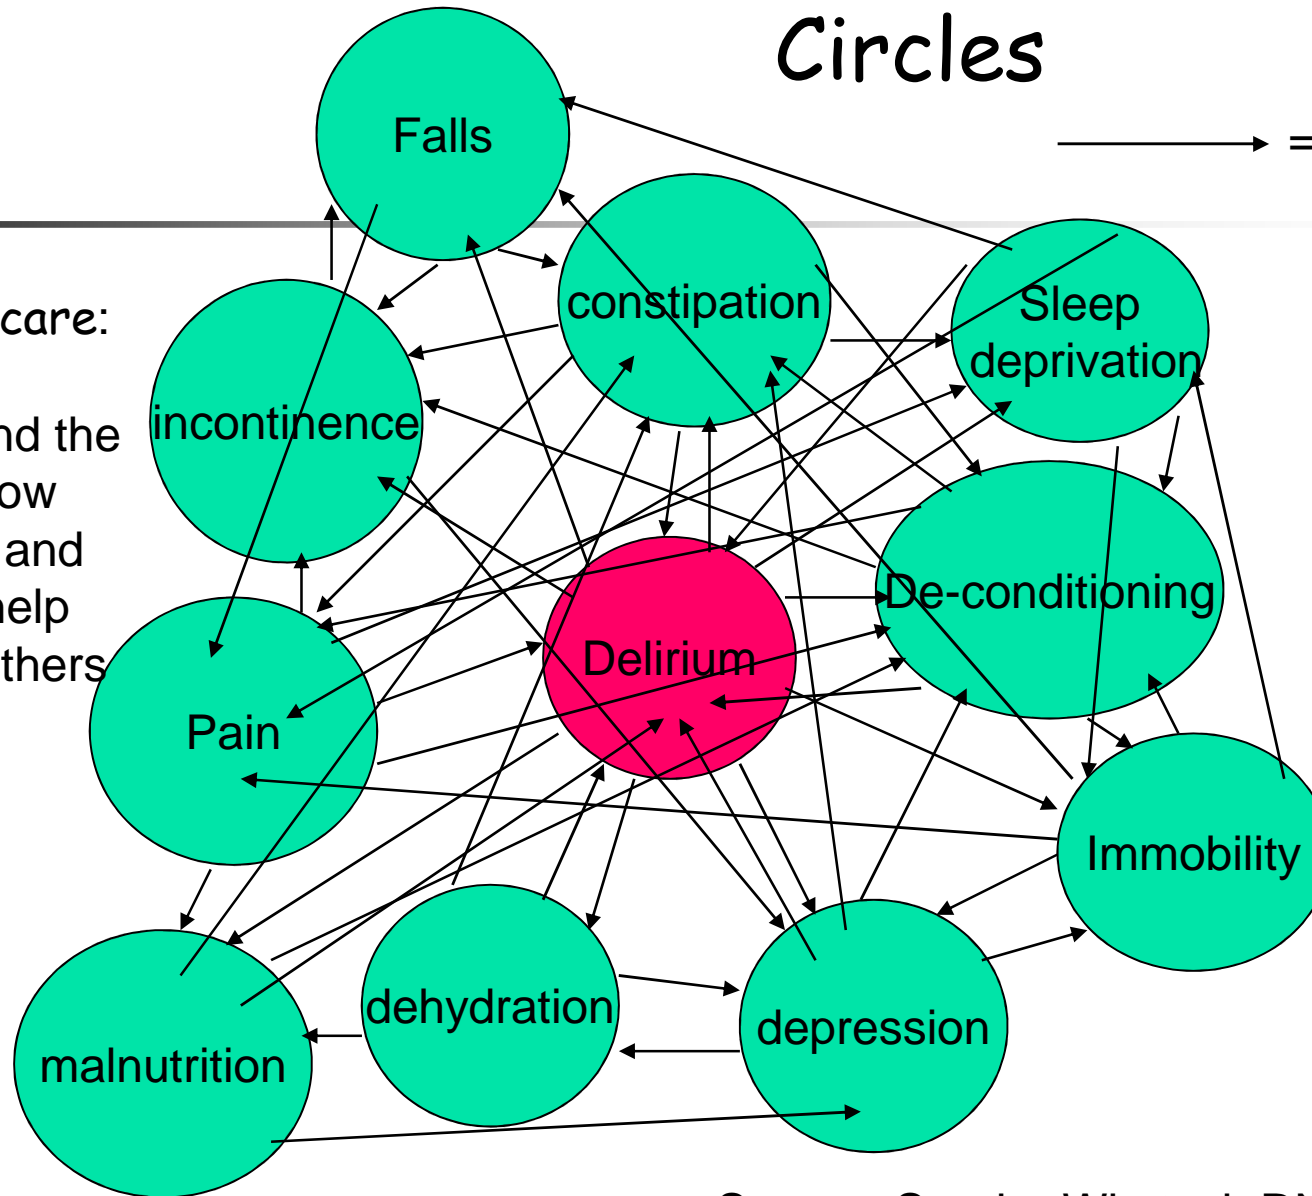 Circles
=
care:
nd the
ow
and
help
thers
Falls
constipation
Sleep
deprivation
incontinence
De-conditioning
Delirium
Pain
Immobility
dehydration
depression
malnutrition